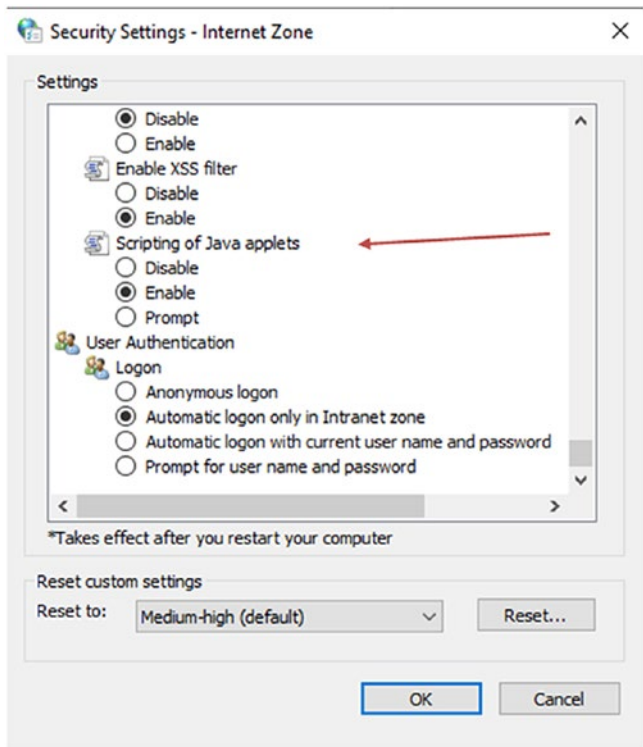 Security Settings - Internet Zone
Settings
Disable
Enable
Enable XSS filter
Disable
Enable
Scripting of Java applets
Disable
Enable
Prompt
User Authentication
Logon
Anonymous logon
Automatic logon only in Intranet zone
Automatic logon with current user name and password
Prompt for user name and password
*Takes effect after you restart your computer
Reset custom settings
Reset to: Medium-high (default) Reset...
OK Cancel